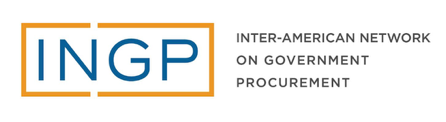 INGP
INTER-AMERICAN NETWORK
ON GOVERNMENT
PROCUREMENT